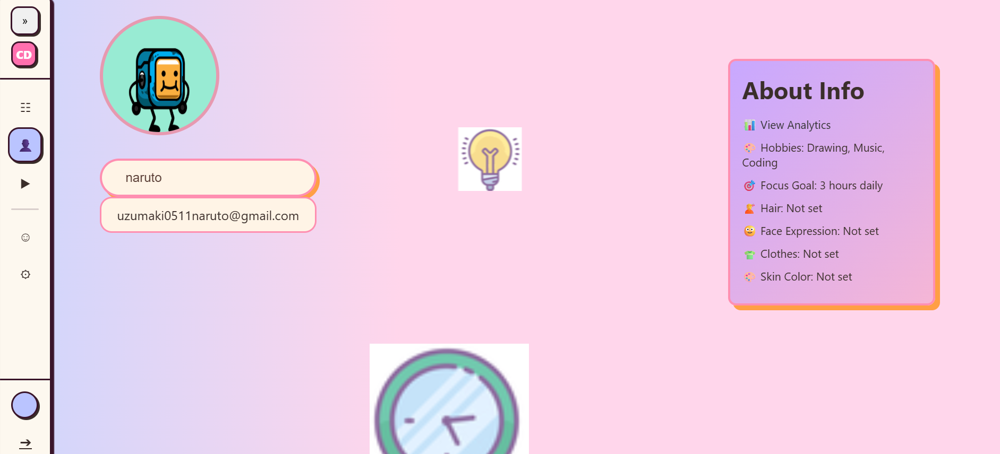 »
CD
naruto
uzumaki0511naruto@gmail.com
About Info
📊 View Analytics
🎨 Hobbies: Drawing, Music,
Coding
🎯 Focus Goal: 3 hours daily
💇 Hair: Not set
🙂 Face Expression: Not set
👕 Clothes: Not set
🎨 Skin Color: Not set